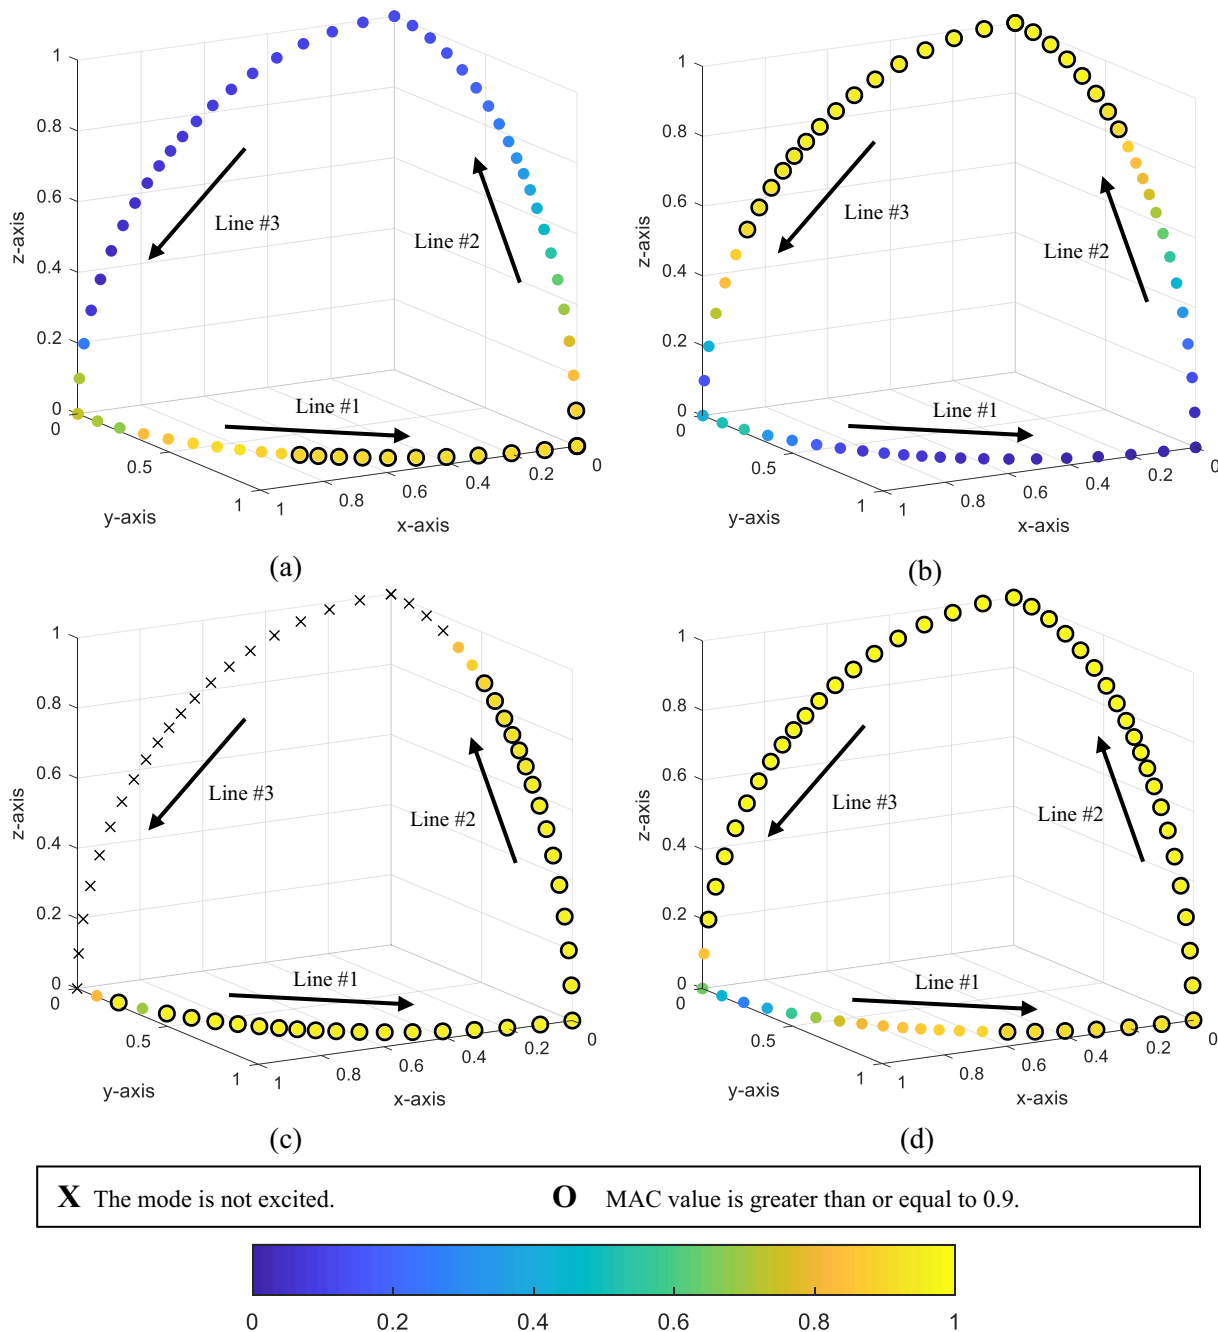 1
0.8
0.6
0.4
0.2
0
z-axis
0
0.5
1
y-axis
1
0.8
0.6
0.4
0.2
0
x-axis
Line #1
Line #2
Line #3
(a)
1
0.8
0.6
0.4
0.2
0
z-axis
0
0.5
1
y-axis
1
0.8
0.6
0.4
0.2
0
x-axis
Line #1
Line #2
Line #3
(b)
1
0.8
0.6
0.4
0.2
0
z-axis
0
0.5
1
y-axis
1
0.8
0.6
0.4
0.2
0
x-axis
Line #1
Line #2
Line #3
(c)
1
0.8
0.6
0.4
0.2
0
z-axis
0
0.5
1
y-axis
1
0.8
0.6
0.4
0.2
0
x-axis
Line #1
Line #2
Line #3
(d)
X The mode is not excited.
O MAC value is greater than or equal to 0.9.
0 0.2 0.4 0.6 0.8 1